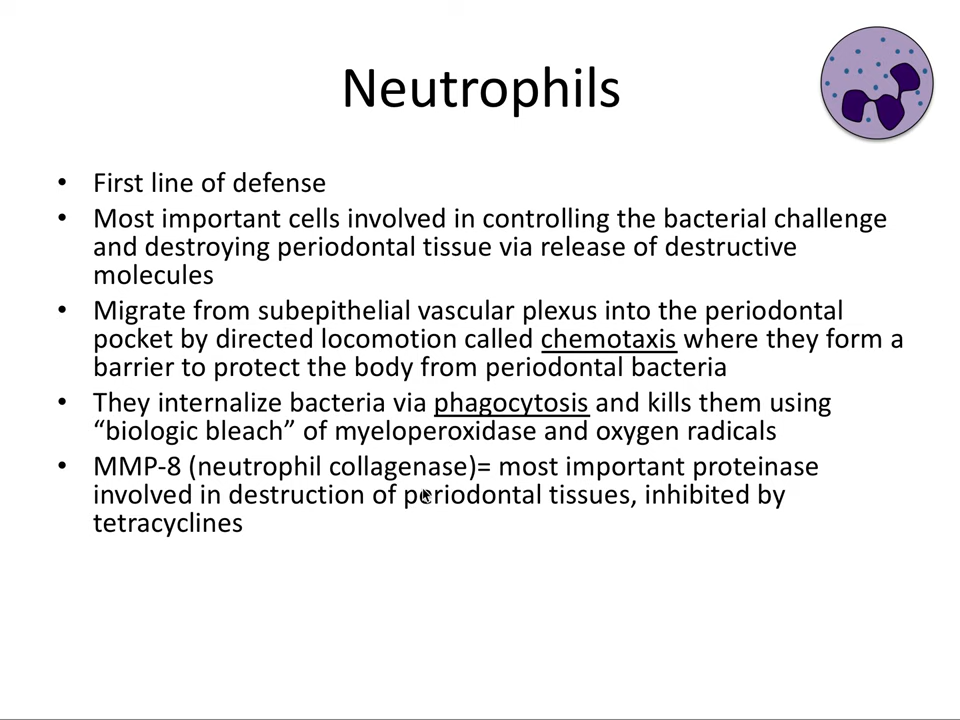 Neutrophils
• First line of defense
• Most important cells involved in controlling the bacterial challenge
and destroying periodontal tissue via release of destructive
molecules
• Migrate from subepithelial vascular plexus into the periodontal
pocket by directed locomotion called chemotaxis where they form a
barrier to protect the body from periodontal bacteria
• They internalize bacteria via phagocytosis and kills them using
“biologic bleach” of myeloperoxidase and oxygen radicals
• MMP-8 (neutrophil collagenase)= most important proteinase
involved in destruction of periodontal tissues, inhibited by
tetracyclines